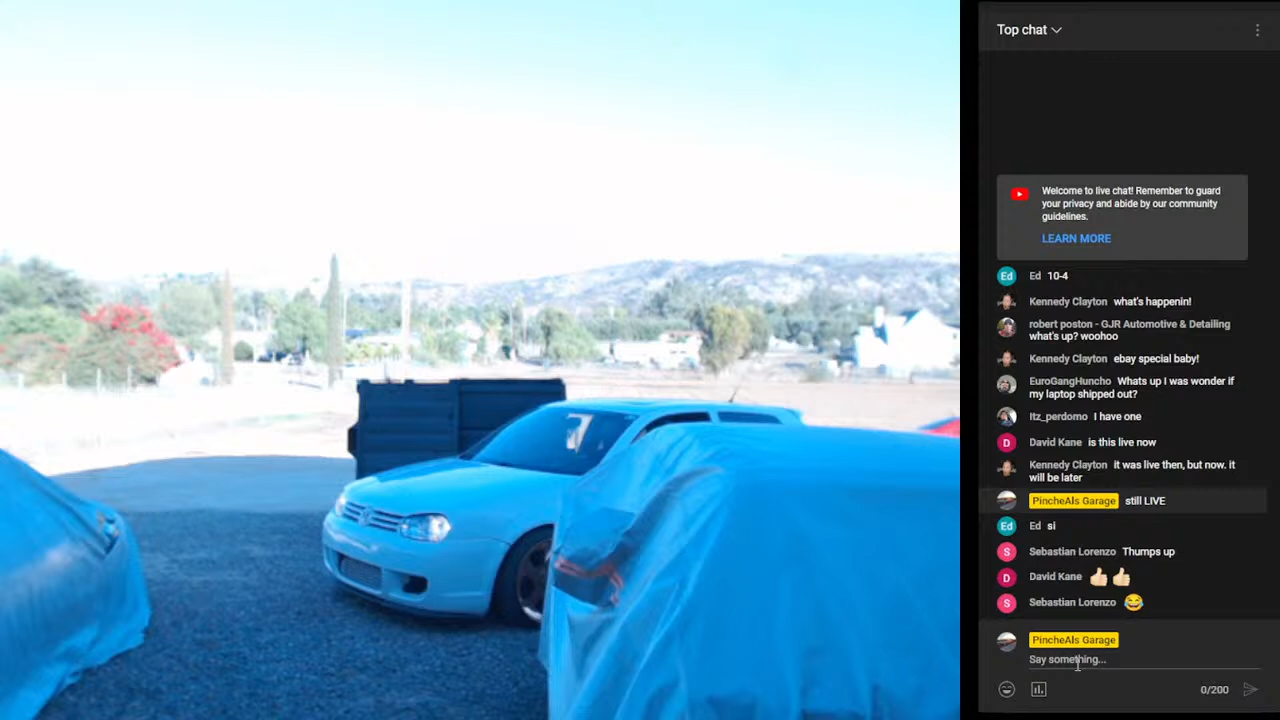 Top chat
Welcome to live chat! Remember to guard
your privacy and abide by our community
guidelines.
LEARN MORE
Ed Ed 10-4
Kennedy Clayton what's happenin!
robert poston - GJR Automotive & Detailing
what's up? woohoo
Kennedy Clayton ebay special baby!
EuroGangHuncho Whats up I was wonder if
my laptop shipped out?
Itz_perdomo I have one
D David Kane is this live now
Kennedy Clayton it was live then, but now. it
will be later
PincheAls Garage still LIVE
Ed Ed si
S Sebastian Lorenzo Thumps up
D David Kane 👍🏻👍🏻
S Sebastian Lorenzo 😂
PincheAls Garage
Say something...
0/200